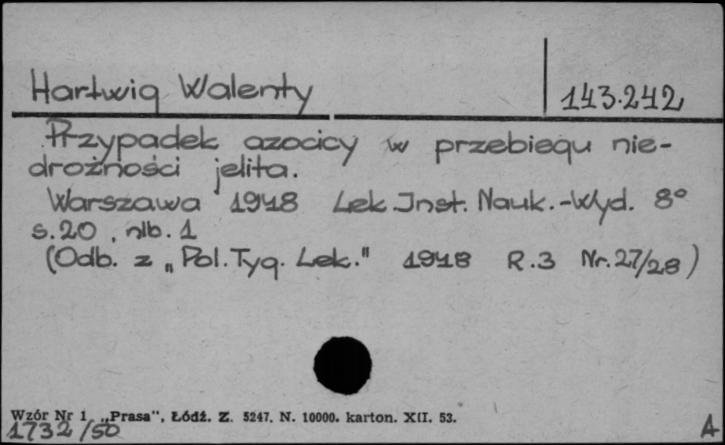 Hartwig Walenty
143.242
Przypadek azocicy w przebiegu nie-
drożności jelita.
Warszawa 1948 Lek. Inst. Nauk.-Wyd. 8°
s.20, nlb. 1
(Odb. z „Pol. Tyg. Lek." 1948 R.3 Nr.27/28)
Wzór Nr 1 „Prasa", Łódź. Z. 5247. N. 10000. karton. XII. 53.
1732/50
A